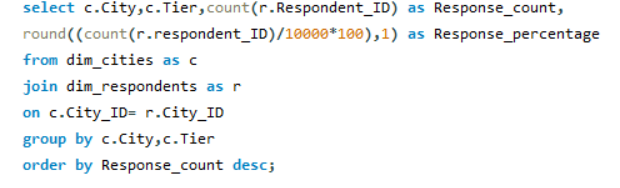 select c.City,c.Tier,count(r.Respondent_ID) as Response_count,
round((count(r.respondent_ID)/10000*100),1) as Response_percentage
from dim_cities as c
join dim_respondents as r
on c.City_ID= r.City_ID
group by c.City,c.Tier
order by Response_count desc;